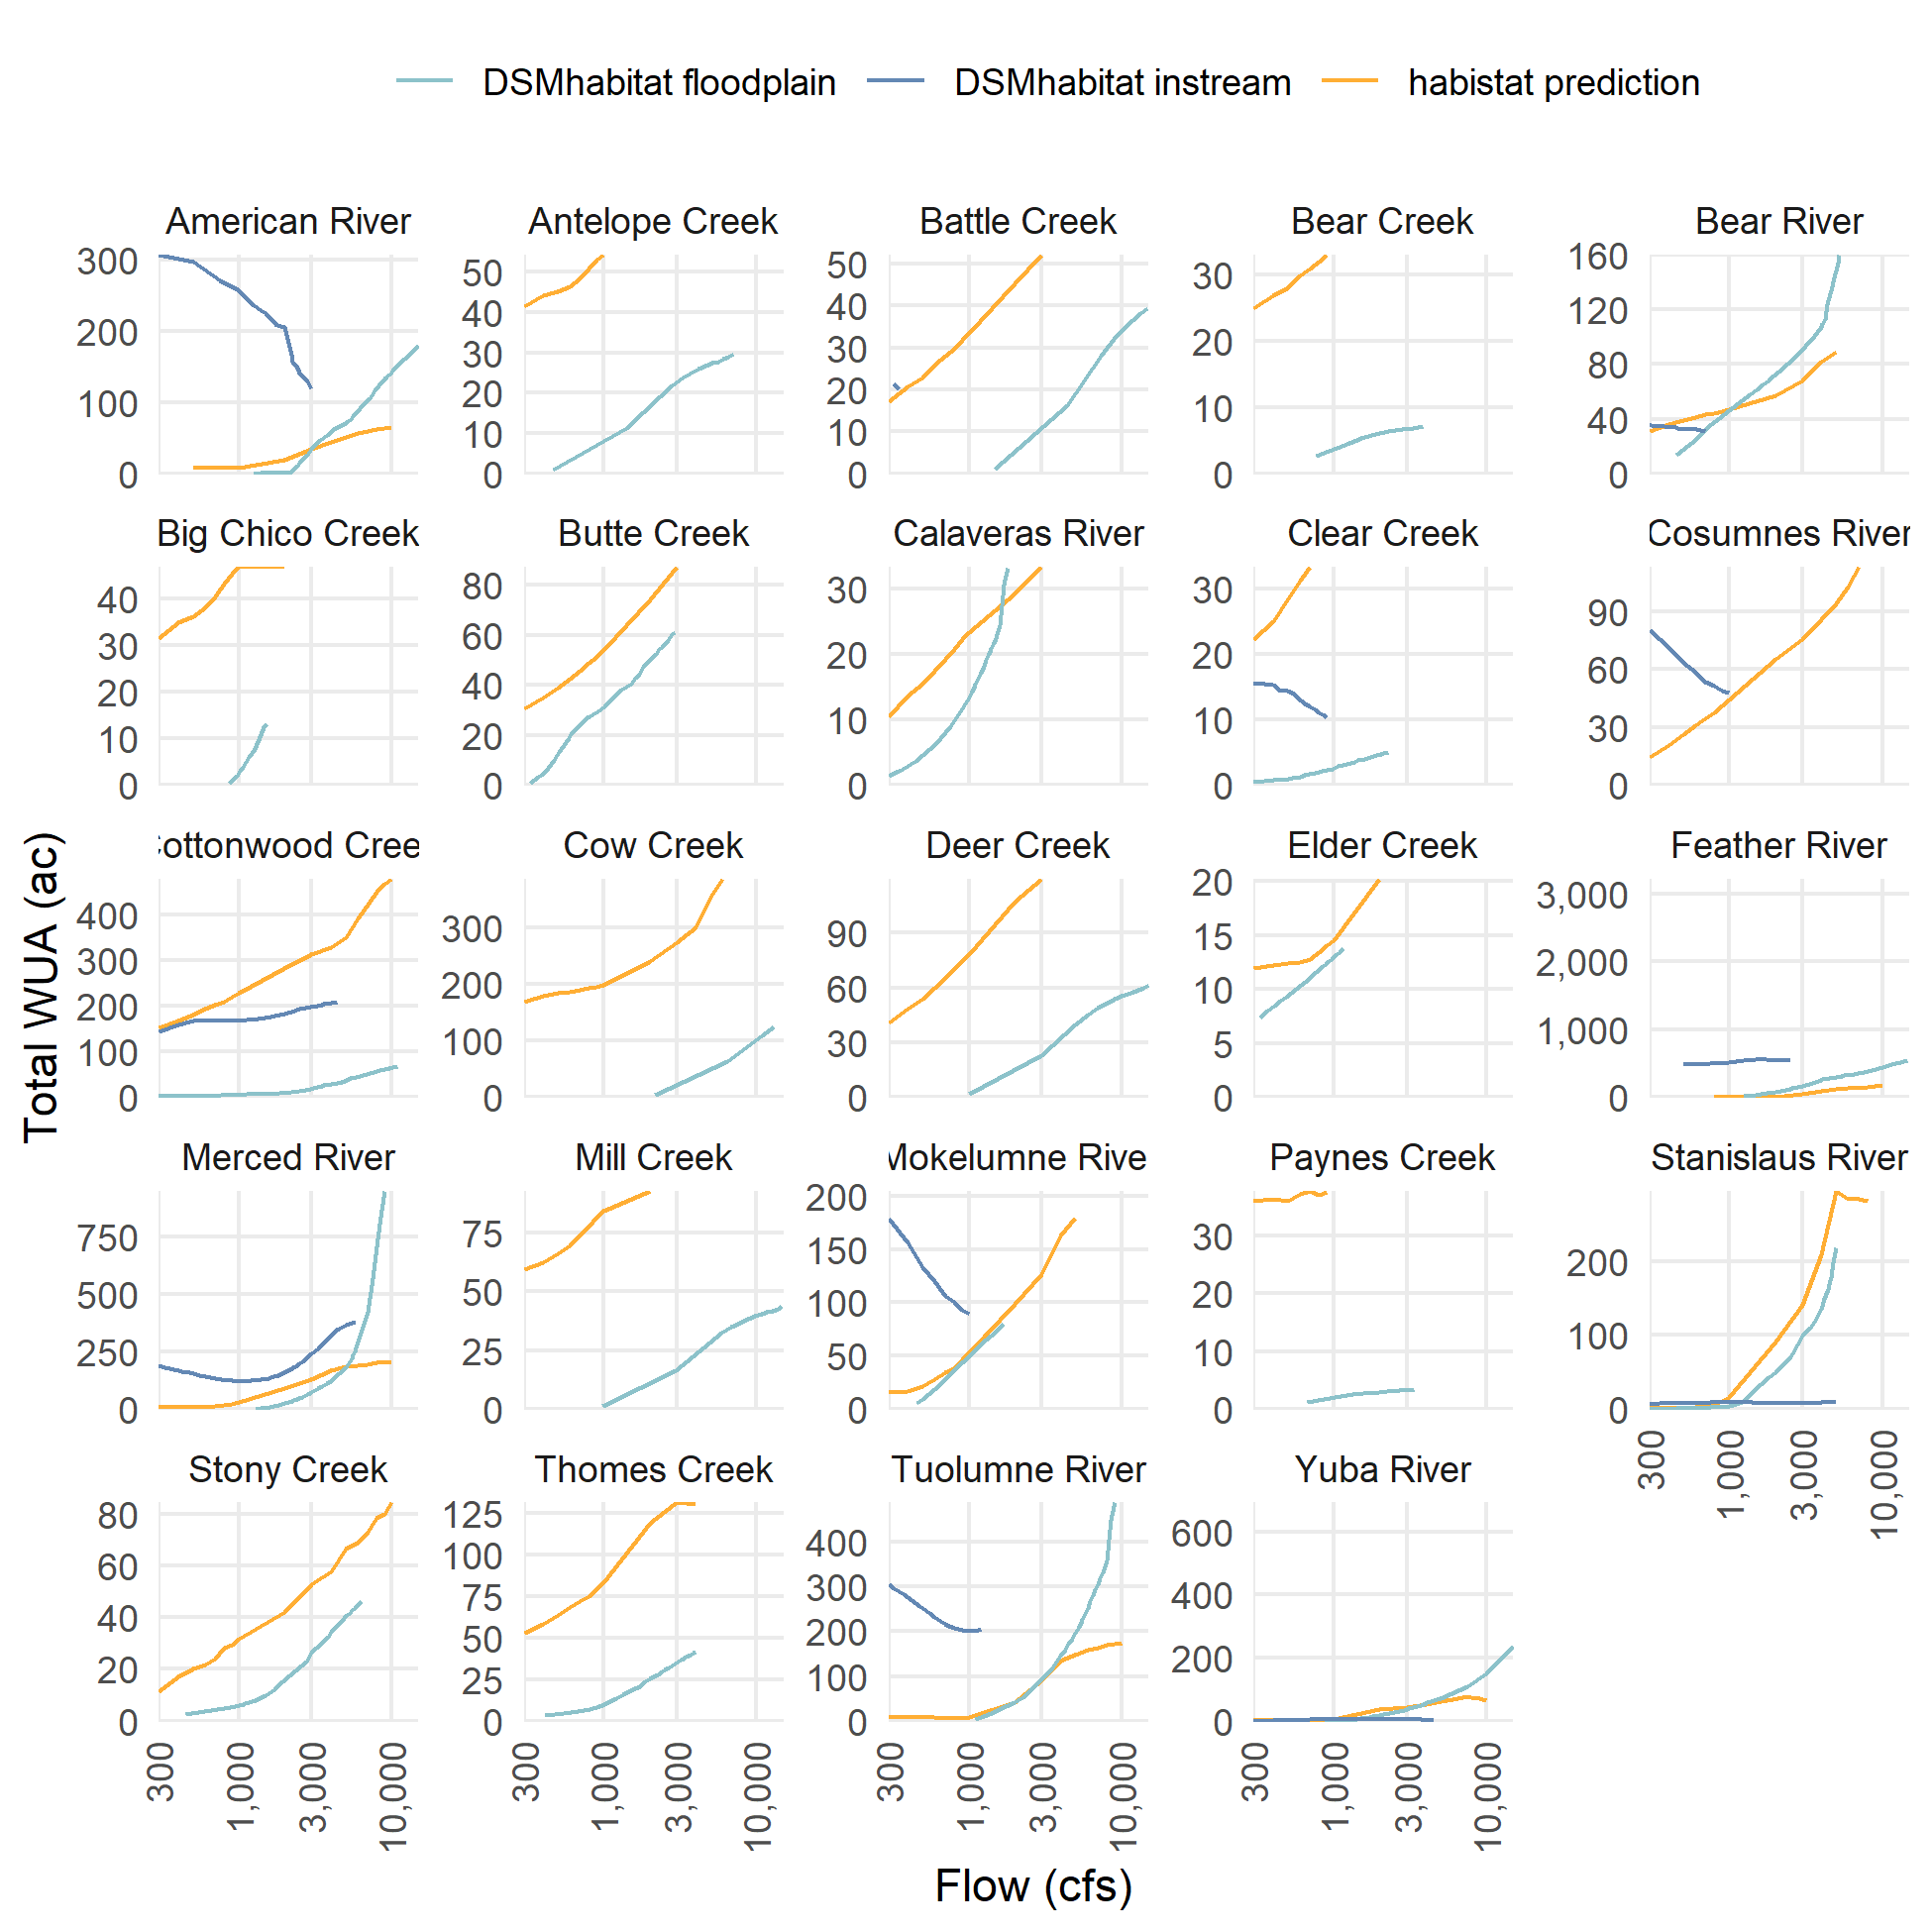 DSMhabitat floodplain DSMhabitat instream habistat prediction
American River Antelope Creek Battle Creek Bear Creek Bear River
300 200 100 0
50 40 30 20 10 0
50 40 30 20 10 0
30 20 10 0
160 120 80 40 0
Big Chico Creek Butte Creek Calaveras River Clear Creek Cosumnes River
40 30 20 10 0
80 60 40 20 0
30 20 10 0
30 20 10 0
90 60 30 0
Total WUA (ac)
ottonwood Cree Cow Creek Deer Creek Elder Creek Feather River
400 300 200 100 0
300 200 100 0
90 60 30 0
20 15 10 5 0
3,000 2,000 1,000 0
Merced River Mill Creek Mokelumne Rive Paynes Creek Stanislaus River
750 500 250 0
75 50 25 0
200 150 100 50 0
30 20 10 0
200 100 0
300 1,000 3,000 10,000
Stony Creek Thomes Creek Tuolumne River Yuba River
80 60 40 20 0
125 100 75 50 25 0
400 300 200 100 0
600 400 200 0
300 1,000 3,000 10,000 300 1,000 3,000 10,000 300 1,000 3,000 10,000 300 1,000 3,000 10,000
Flow (cfs)